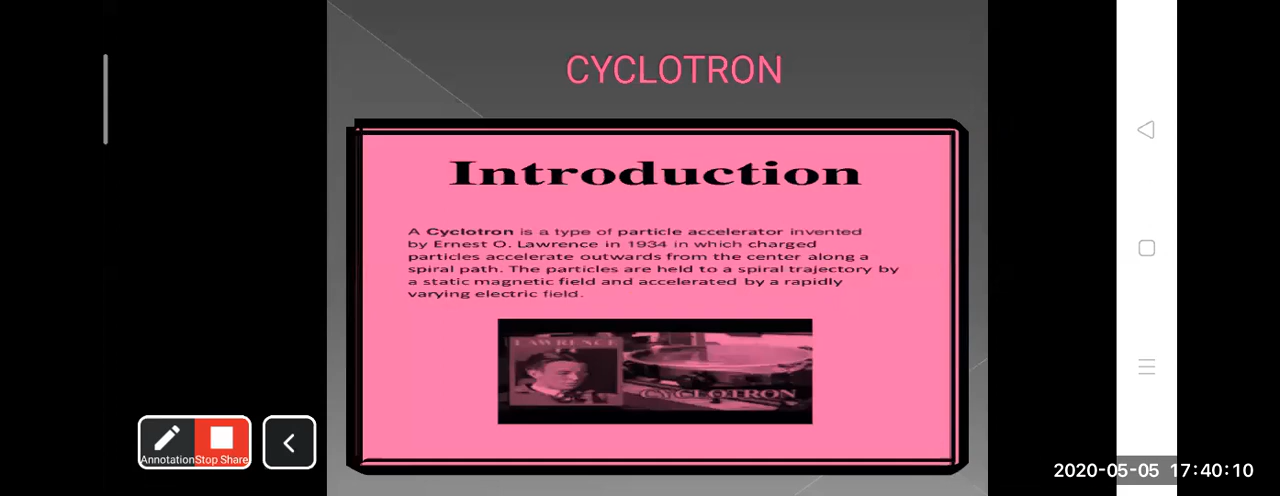 CYCLOTRON
Introduction
A Cyclotron is a type of particle accelerator invented
by Ernest O. Lawrence in 1934 in which charged
particles accelerate outwards from the center along a
spiral path. The particles are held to a spiral trajectory by
a static magnetic field and accelerated by a rapidly
varying electric field.
LAWRENCE
CYCLOTRON
Annotation Stop Share
2020-05-05 17:40:10